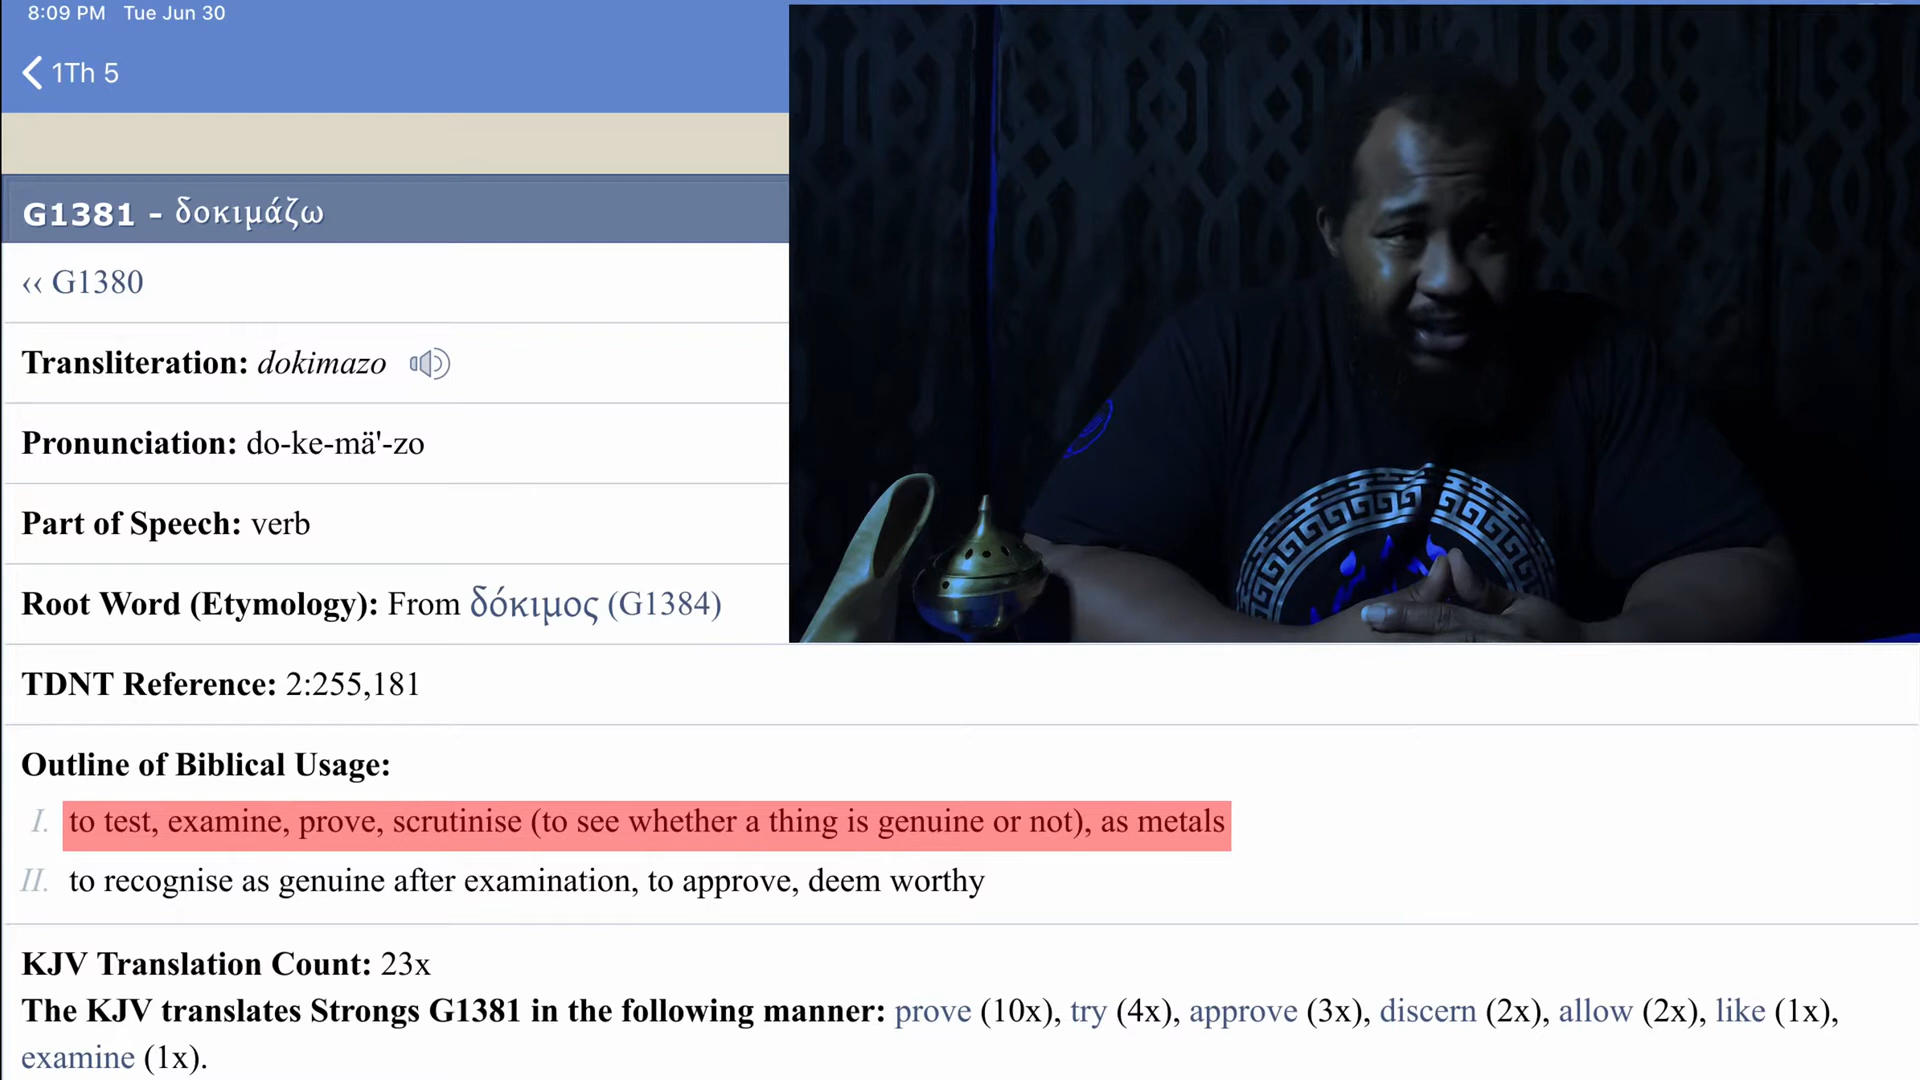 8:09 PM Tue Jun 30
1Th 5
G1381 - δοκιμάζω
‹‹ G1380
Transliteration: dokimazo
Pronunciation: do-ke-mä'-zo
Part of Speech: verb
Root Word (Etymology): From δόκιμος (G1384)
TDNT Reference: 2:255,181
Outline of Biblical Usage:
I. to test, examine, prove, scrutinise (to see whether a thing is genuine or not), as metals
II. to recognise as genuine after examination, to approve, deem worthy
KJV Translation Count: 23x
The KJV translates Strongs G1381 in the following manner: prove (10x), try (4x), approve (3x), discern (2x), allow (2x), like (1x),
examine (1x).